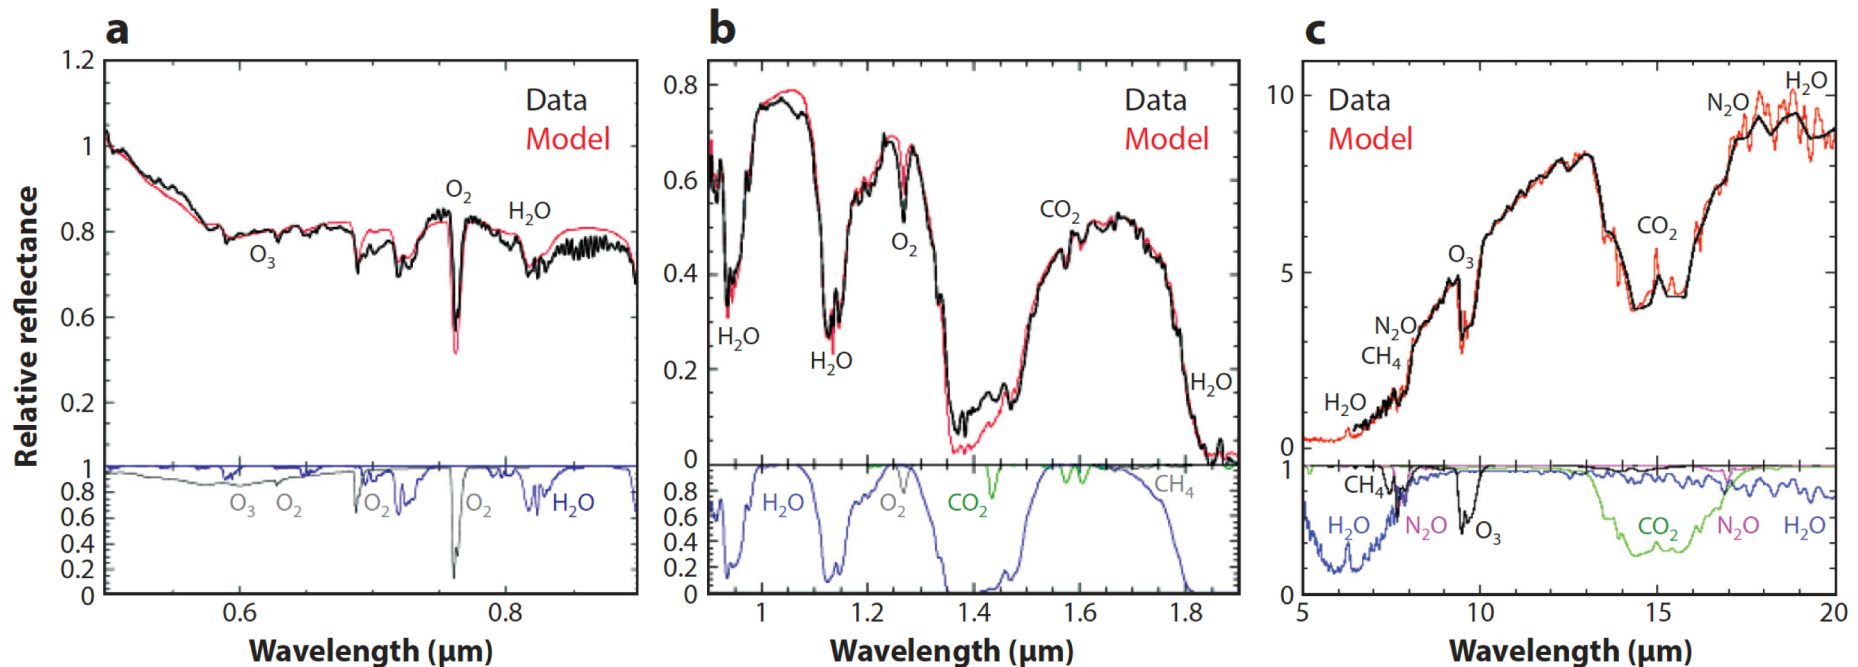 a
Relative reflectance
1.2
1
0.8
0.6
0.2
Data
Model
O₃
O₂
H₂O
1
0.8
0.6
0.4
0.2
0
O₃
O₂
O₂
O₂
H₂O
0.6
0.8
Wavelength (μm)
b
0.8
0.6
0.4
0.2
0
Data
Model
H₂O
H₂O
O₂
CO₂
H₂O
0.8
0.6
0.4
0.2
0
H₂O
O₂
CO₂
CH₄
1
1.2
1.4
1.6
1.8
Wavelength (μm)
c
10
5
0
Data
Model
H₂O
N₂O
CH₄
O₃
CO₂
N₂O
H₂O
1
0
CH₄
H₂O
N₂O
O₃
CO₂
N₂O
H₂O
5
10
15
20
Wavelength (μm)